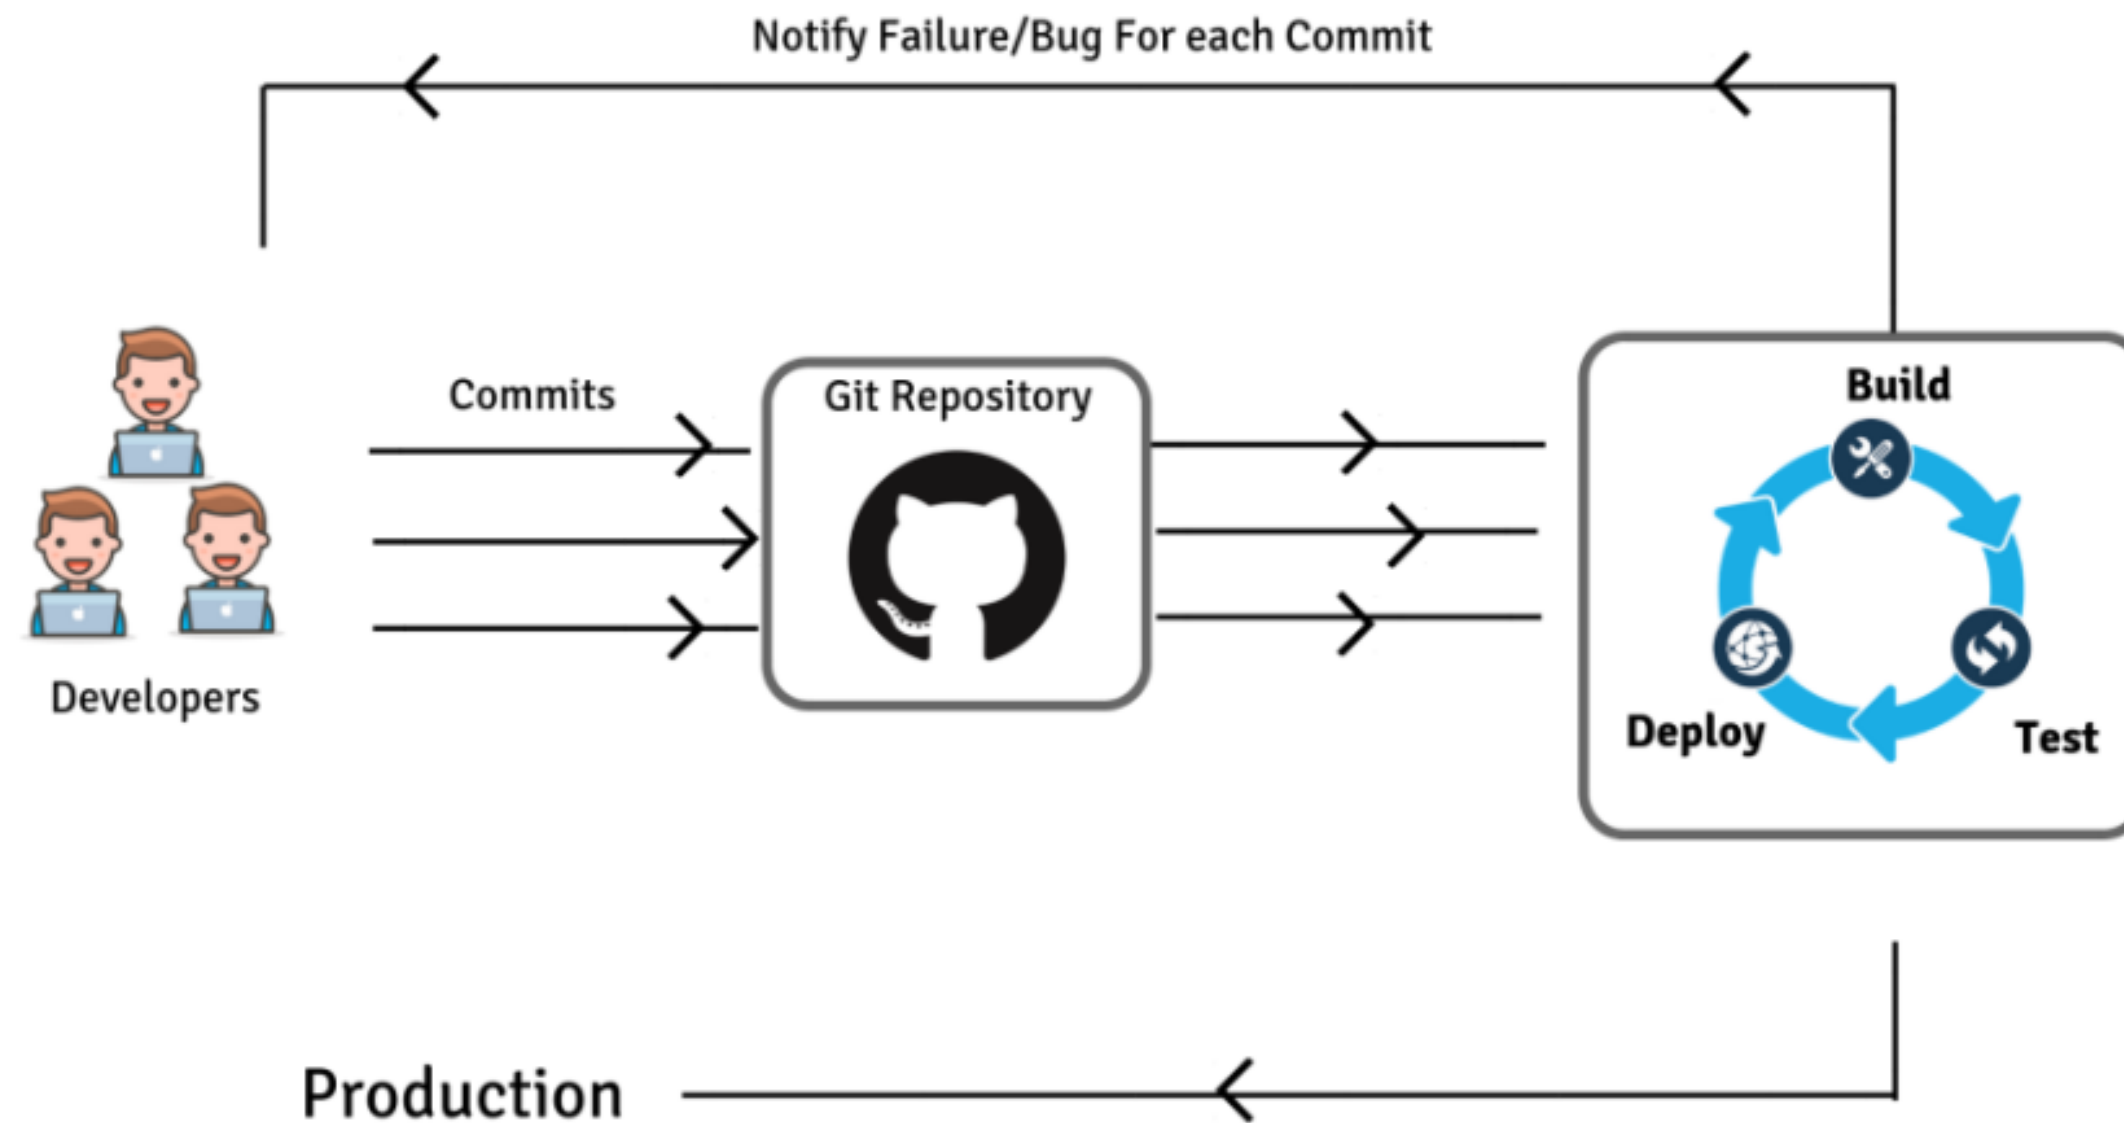 Notify Failure/Bug For each Commit
Commits
Git Repository
Build
Developers
Deploy
Test
Production